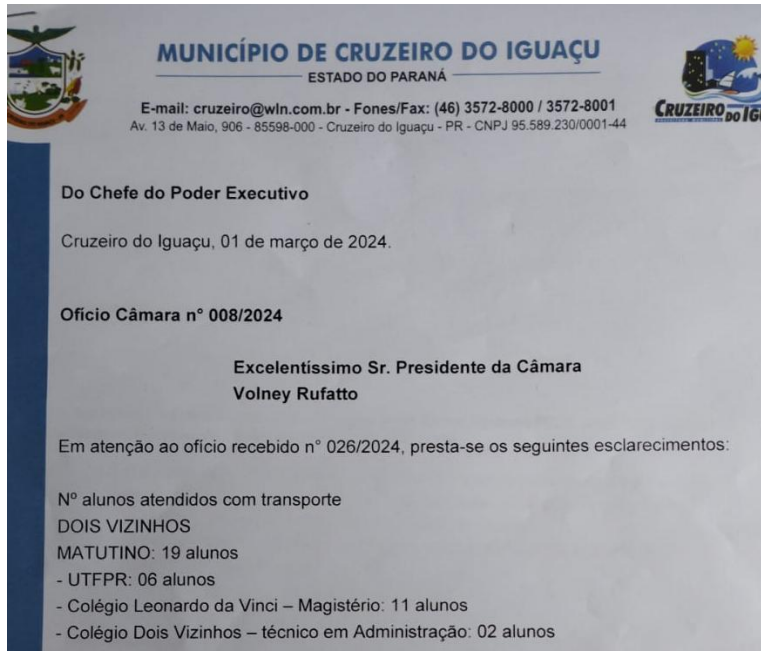 MUNICÍPIO DE CRUZEIRO DO IGUAÇU
ESTADO DO PARANÁ
E-mail: cruzeiro@wln.com.br - Fones/Fax: (46) 3572-8000 / 3572-8001
Av. 13 de Maio, 906 - 85598-000 - Cruzeiro do Iguaçu - PR - CNPJ 95.589.230/0001-44
CRUZEIRO DO IG
Do Chefe do Poder Executivo
Cruzeiro do Iguaçu, 01 de março de 2024.
Ofício Câmara n° 008/2024
Excelentíssimo Sr. Presidente da Câmara
Volney Rufatto
Em atenção ao ofício recebido n° 026/2024, presta-se os seguintes esclarecimentos:
Nº alunos atendidos com transporte
DOIS VIZINHOS
MATUTINO: 19 alunos
- UTFPR: 06 alunos
- Colégio Leonardo da Vinci – Magistério: 11 alunos
- Colégio Dois Vizinhos – técnico em Administração: 02 alunos